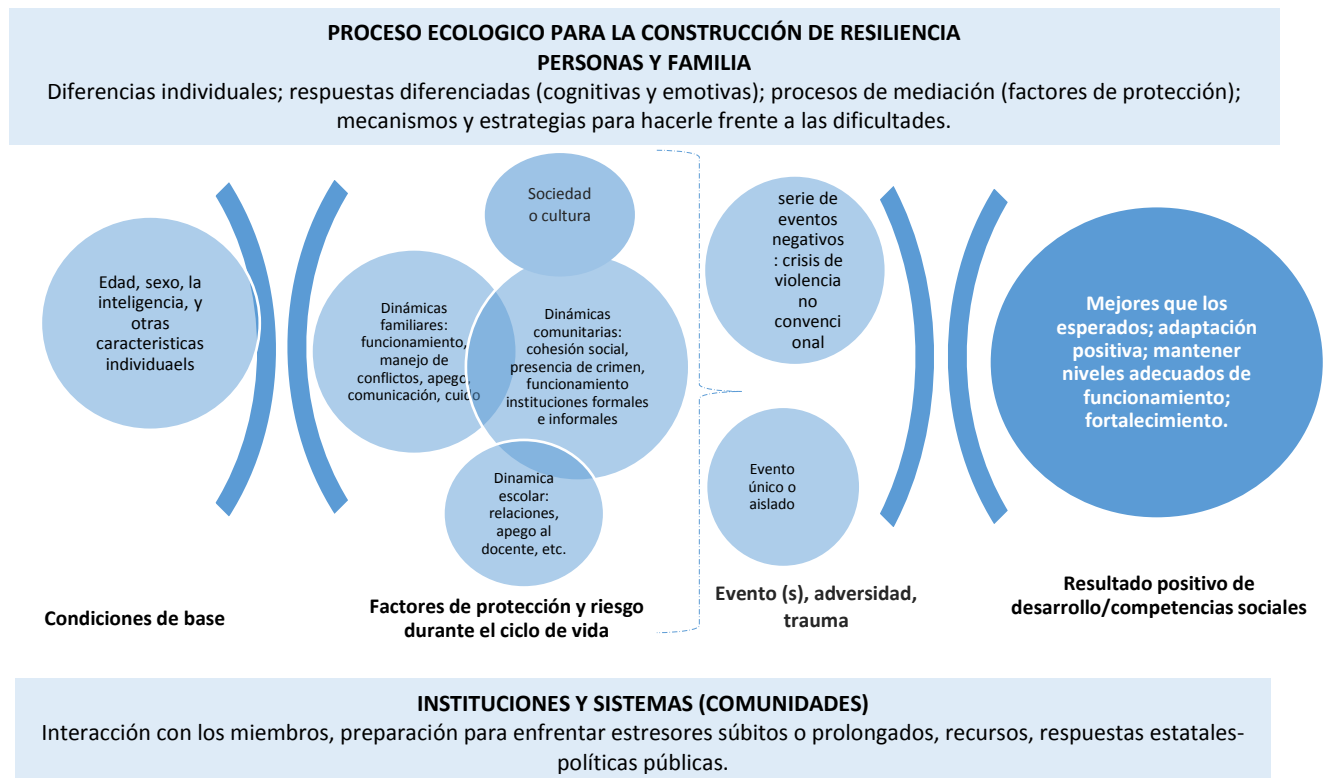 PROCESO ECOLOGICO PARA LA CONSTRUCCIÓN DE RESILIENCIA
PERSONAS Y FAMILIA
Diferencias individuales; respuestas diferenciadas (cognitivas y emotivas); procesos de mediación (factores de protección);
mecanismos y estrategias para hacerle frente a las dificultades.
Edad, sexo, la
inteligencia, y
otras
caracteristicas
individuaels
Condiciones de base
Sociedad
o cultura
Dinámicas
familiares:
funcionamiento,
manejo de
conflictos, apego,
comunicación, cuido
Dinámicas
comunitarias:
cohesión social,
presencia de crimen,
funcionamiento
instituciones formales
e informales
Dinamica
escolar:
relaciones,
apego al
docente, etc.
Factores de protección y riesgo
durante el ciclo de vida
serie de
eventos
negativos
: crisis de
violencia
no
convenci
onal
Evento
único o
aislado
Evento (s), adversidad,
trauma
Mejores que los
esperados; adaptación
positiva; mantener
niveles adecuados de
funcionamiento;
fortalecimiento.
Resultado positivo de
desarrollo/competencias sociales
INSTITUCIONES Y SISTEMAS (COMUNIDADES)
Interacción con los miembros, preparación para enfrentar estresores súbitos o prolongados, recursos, respuestas estatales-
políticas públicas.